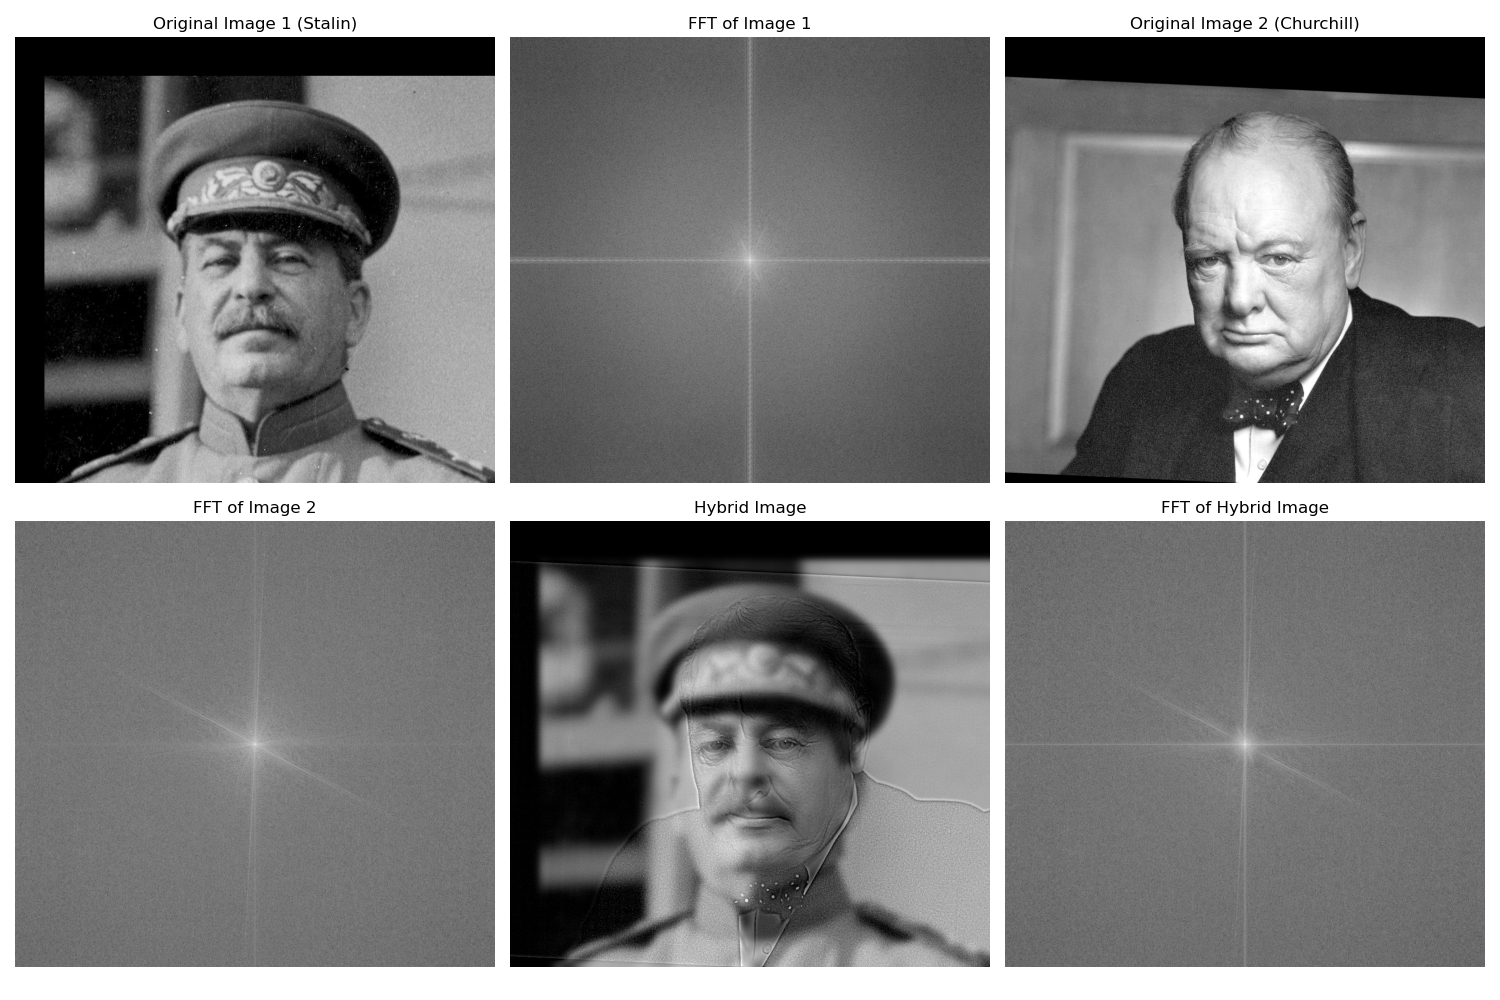 Original Image 1 (Stalin)
FFT of Image 1
Original Image 2 (Churchill)
FFT of Image 2
Hybrid Image
FFT of Hybrid Image